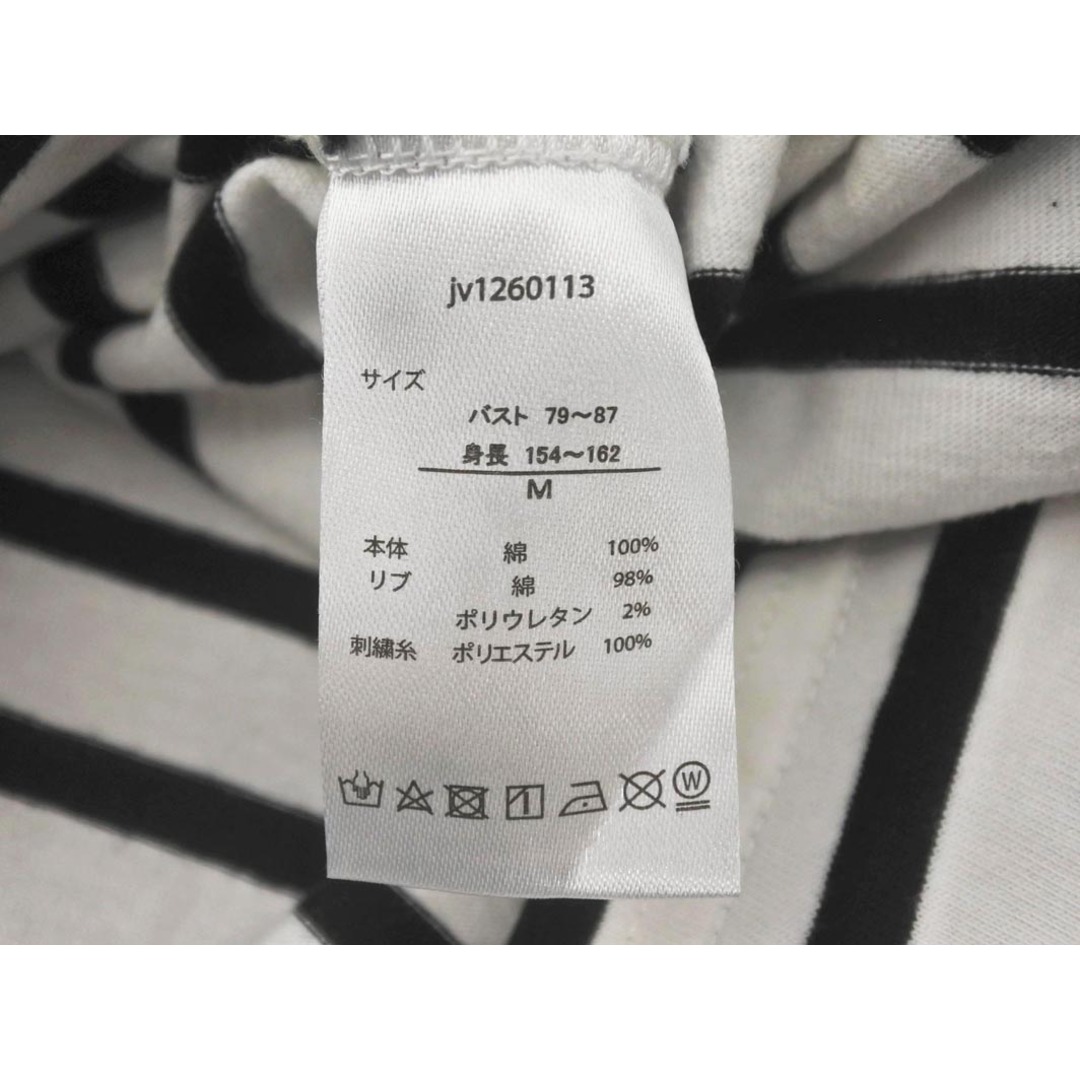 jv1260113
サイズ
バスト 79～87
身長 154～162
M
本体 綿 100%
リブ 綿 98%
ポリウレタン 2%
刺繍糸 ポリエステル 100%
W